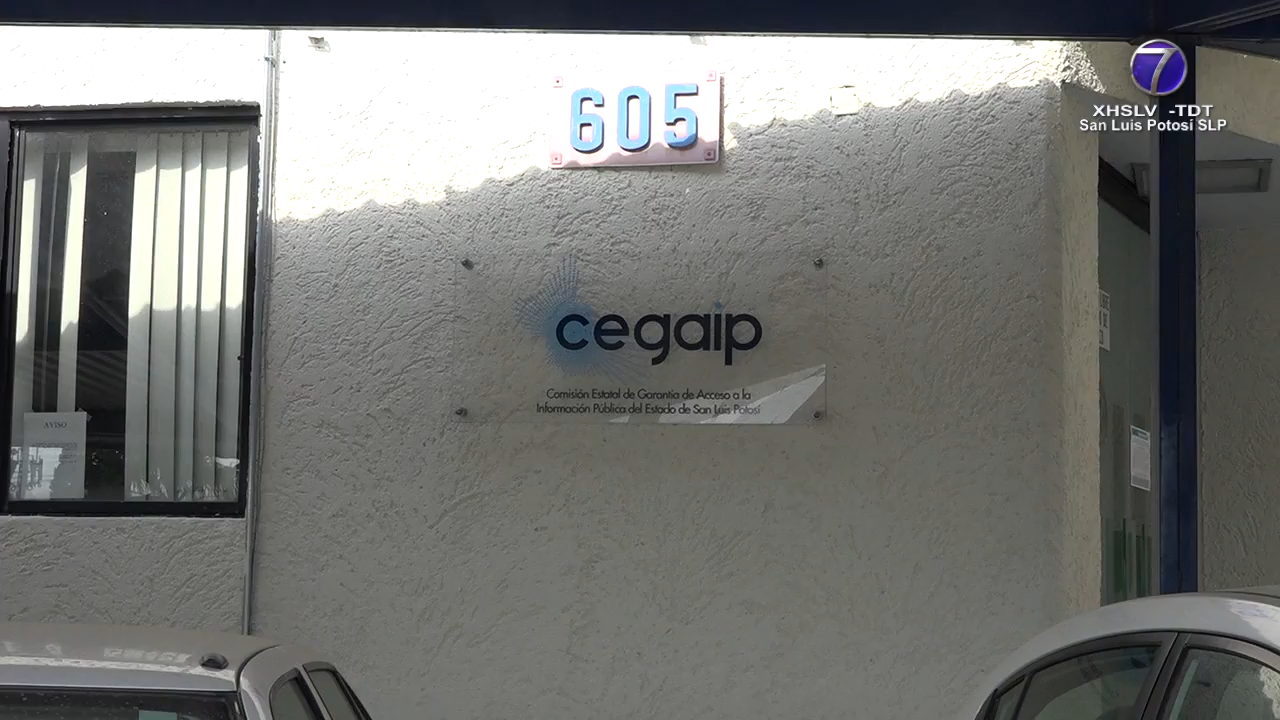 605
7
XHSLV -TDT
San Luis Potosí SLP
cegaip
Comisión Estatal de Garantía de Acceso a la
Información Pública del Estado de San Luis Potosí
AVISO